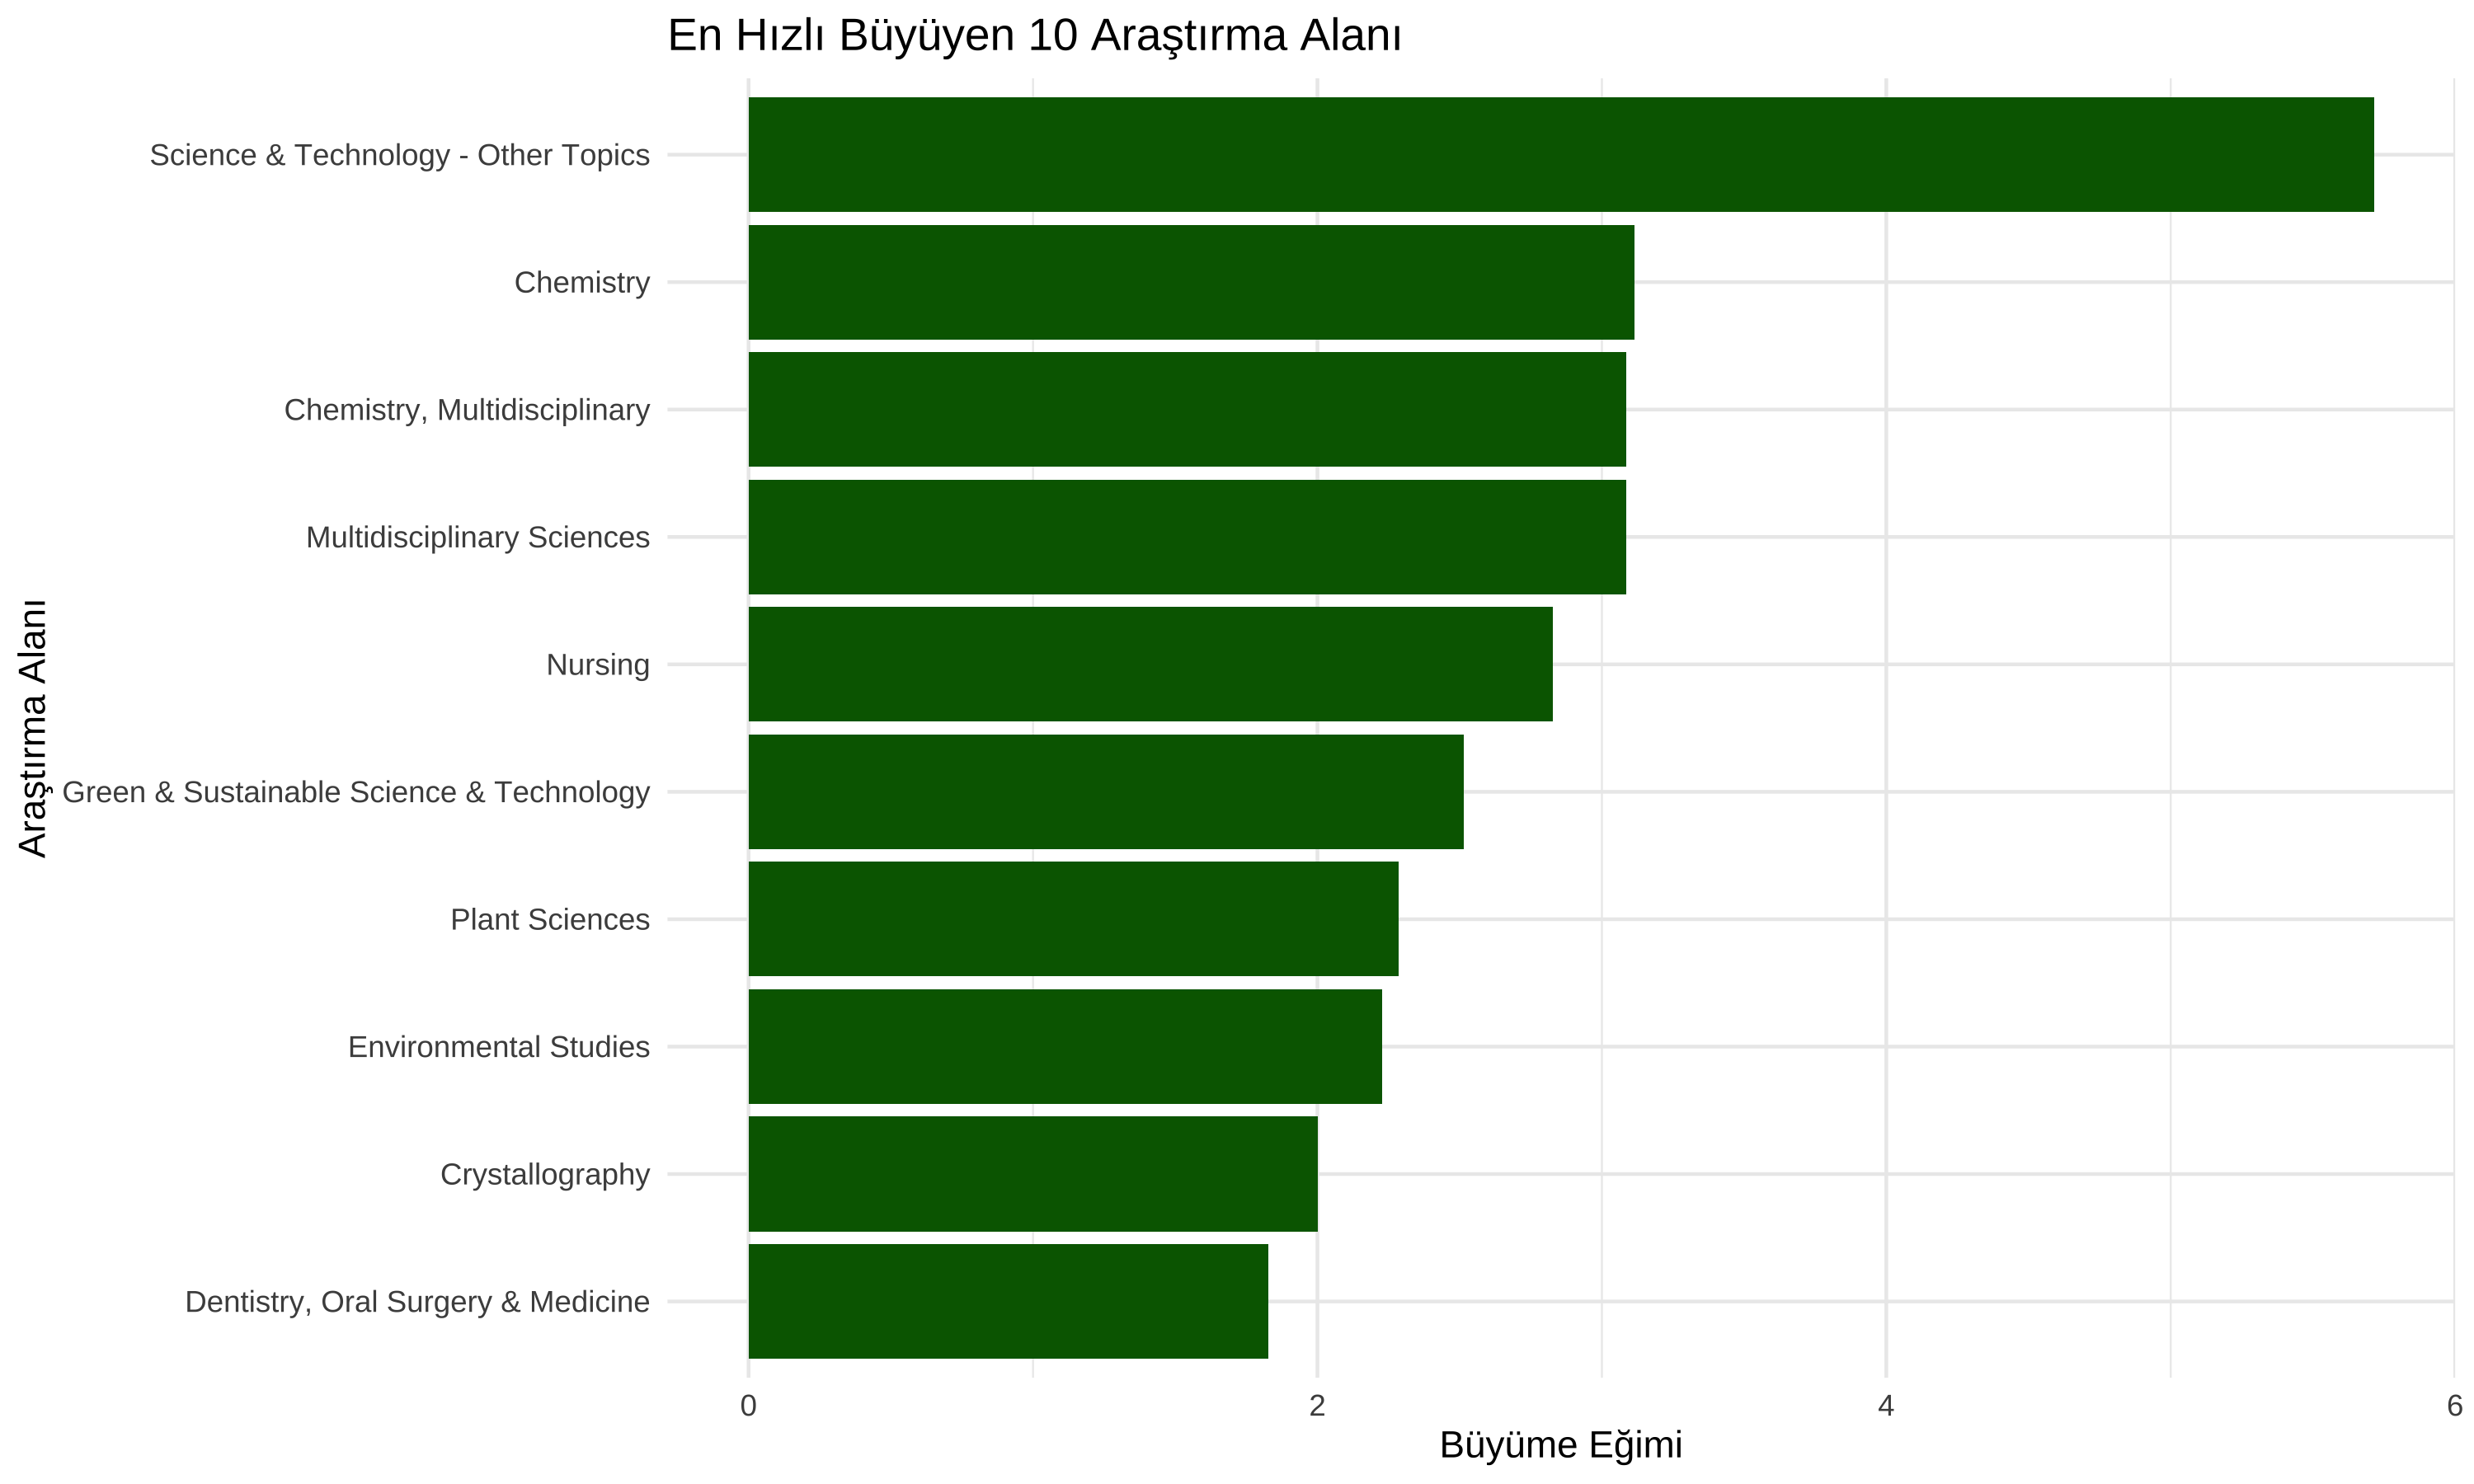 En Hızlı Büyüyen 10 Araştırma Alanı
Araştırma Alanı
Science & Technology - Other Topics
Chemistry
Chemistry, Multidisciplinary
Multidisciplinary Sciences
Nursing
Green & Sustainable Science & Technology
Plant Sciences
Environmental Studies
Crystallography
Dentistry, Oral Surgery & Medicine
0 2 4 6
Büyüme Eğimi